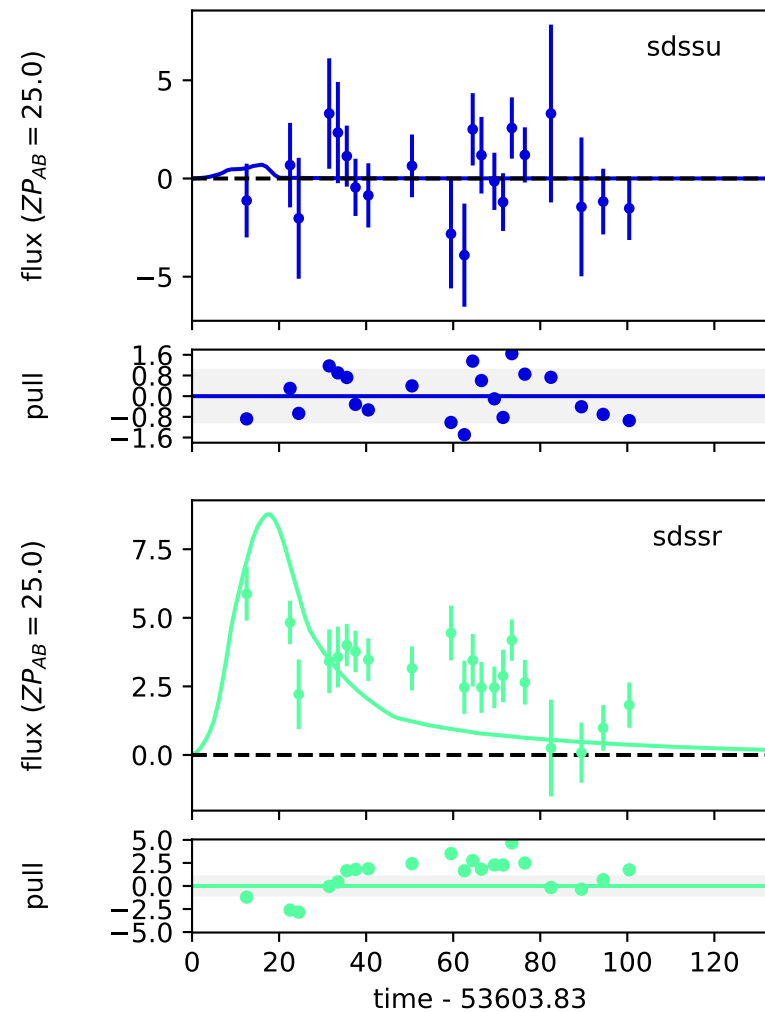 sdssu
flux (ZP_AB = 25.0)
5
0
−5
pull
1.6
0.8
0.0
−0.8
−1.6
sdssr
flux (ZP_AB = 25.0)
7.5
5.0
2.5
0.0
pull
5.0
2.5
0.0
−2.5
−5.0
0 20 40 60 80 100 120
time - 53603.83